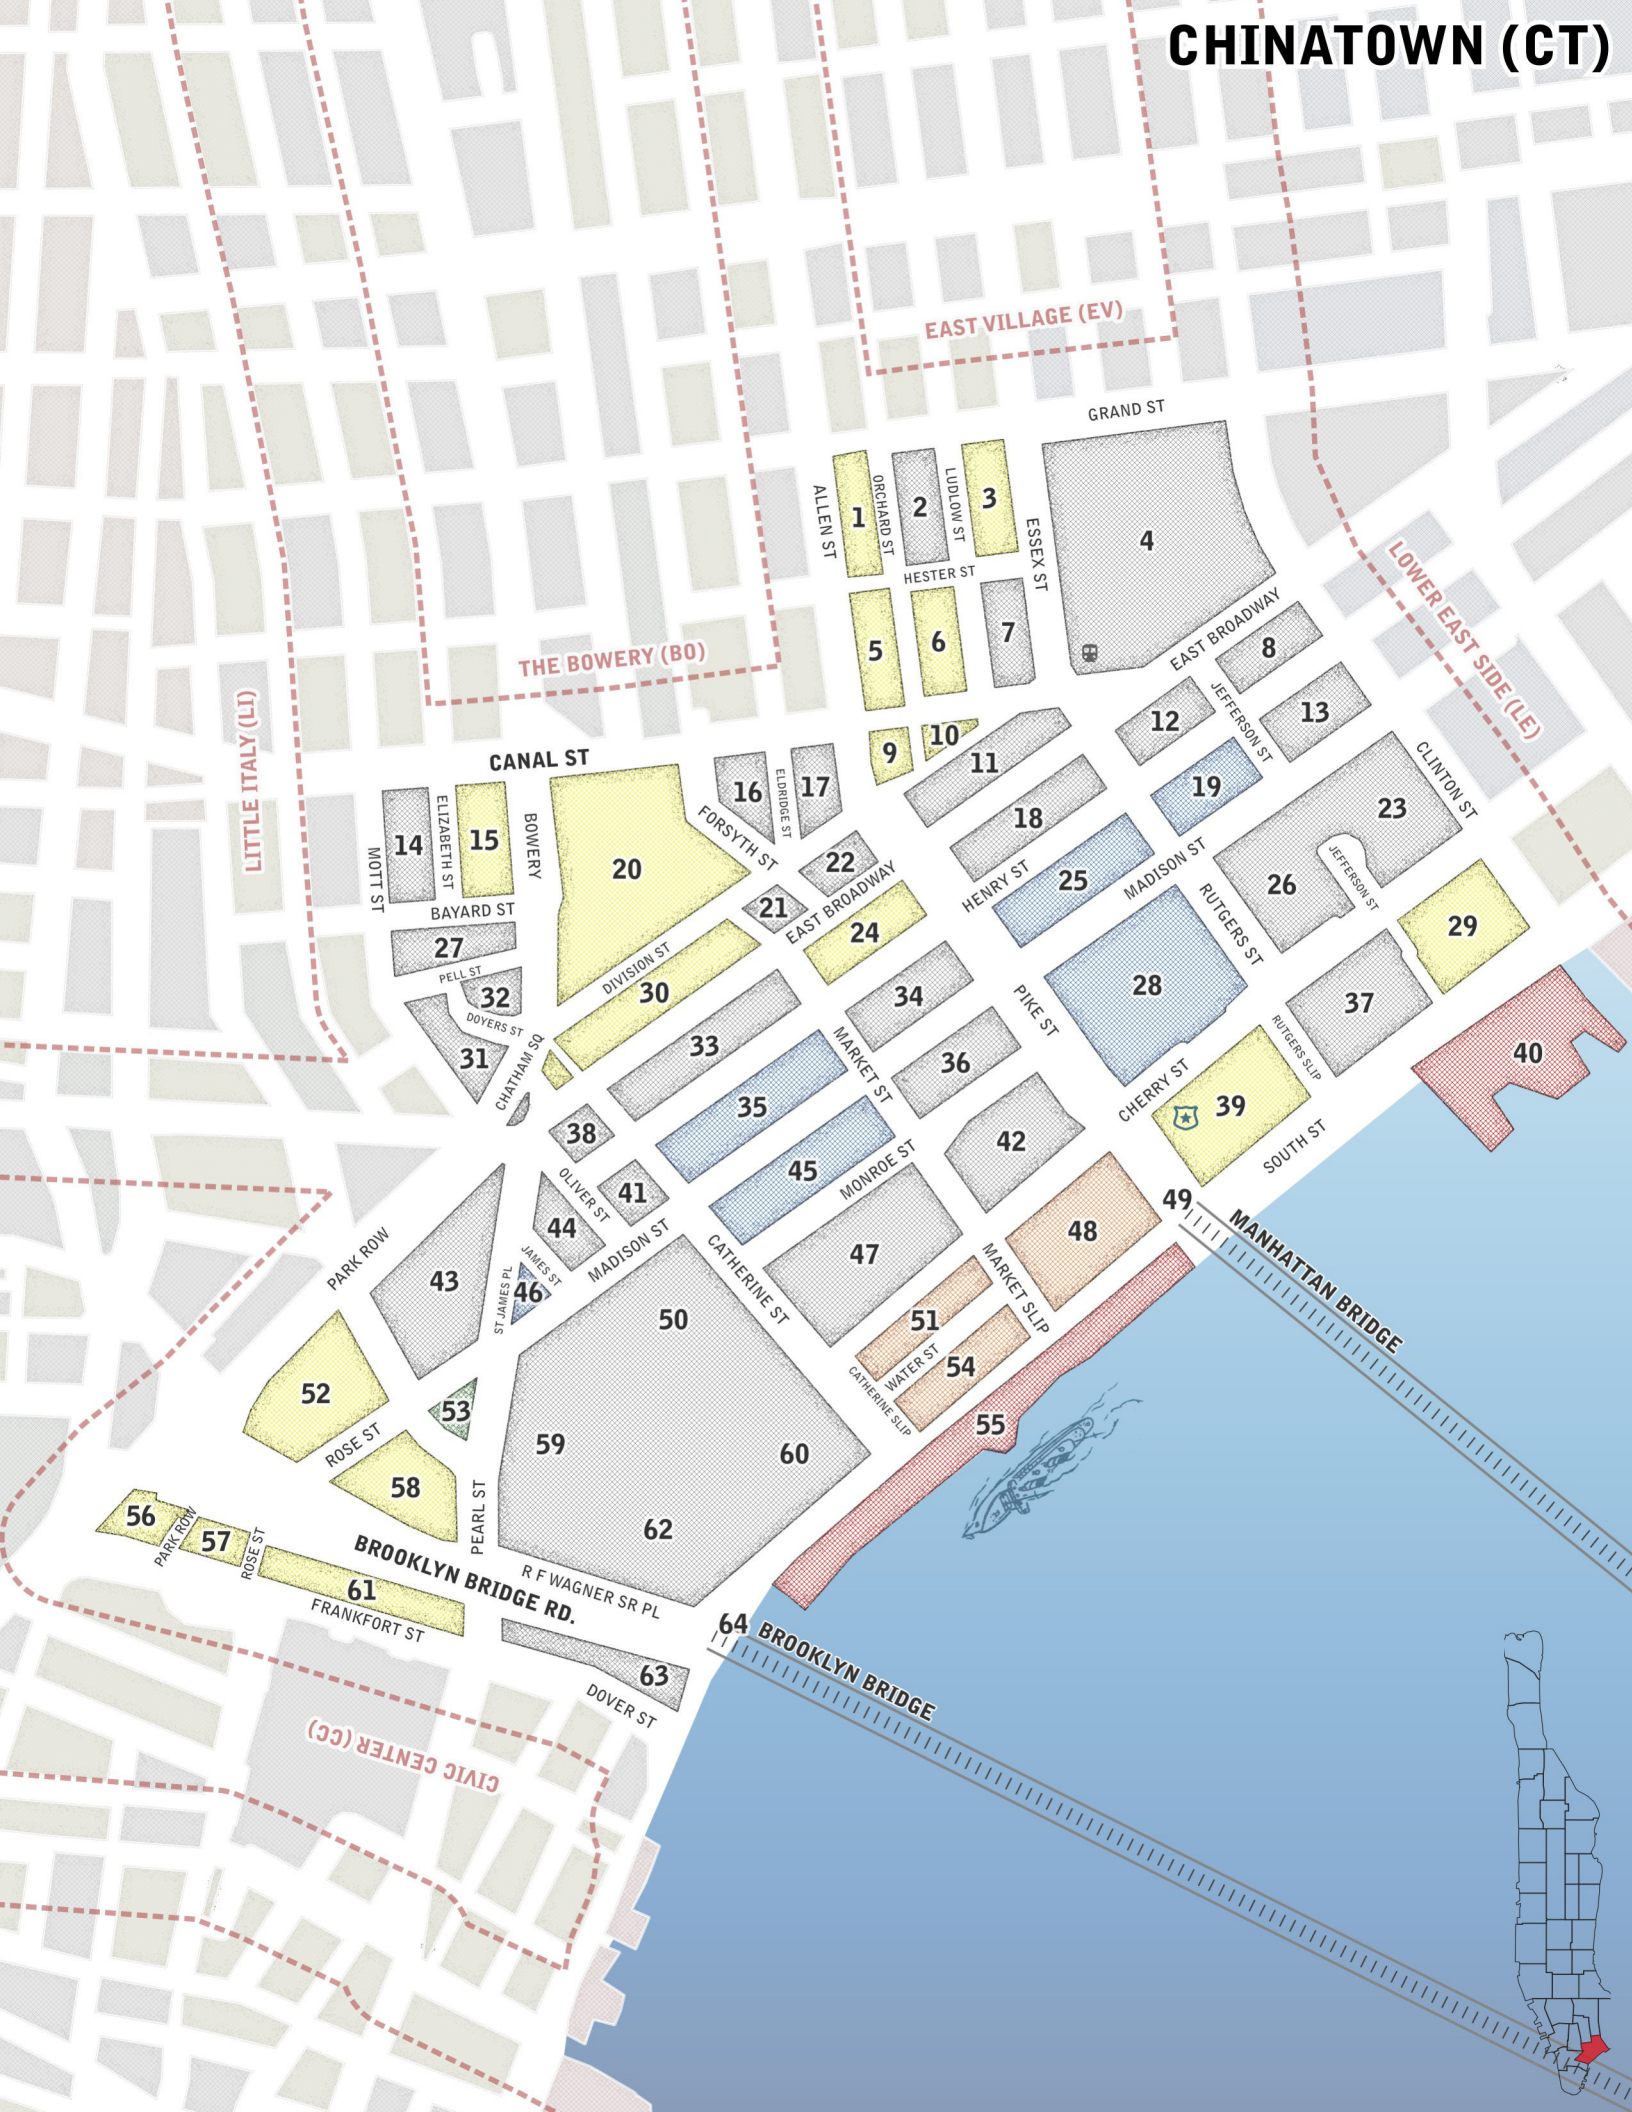 CHINATOWN (CT)
EAST VILLAGE (EV)
GRAND ST
ALLEN ST
1
ORCHARD ST
2
LUDLOW ST
3
ESSEX ST
4
HESTER ST
5
6
7
EAST BROADWAY
8
LOWER EAST SIDE (LE)
THE BOWERY (BO)
LITTLE ITALY (LI)
CANAL ST
9
10
11
12
JEFFERSON ST
13
MOTT ST
14
ELIZABETH ST
15
BOWERY
16
ELDRIDGE ST
17
FORSYTH ST
18
19
CLINTON ST
20
22
23
HENRY ST
25
MADISON ST
26
JEFFERSON ST
BAYARD ST
21
EAST BROADWAY
24
RUTGERS ST
29
27
PELL ST
32
DOYERS ST
DIVISION ST
30
34
PIKE ST
28
37
31
CHATHAM SQ
33
MARKET ST
36
CHERRY ST
39
RUTGERS SLIP
40
38
35
SOUTH ST
OLIVER ST
41
45
MONROE ST
42
44
JAMES ST
MADISON ST
PARK ROW
43
ST JAMES PL
46
CATHERINE ST
47
MARKET SLIP
48
49
MANHATTAN BRIDGE
50
51
WATER ST
CATHERINE SLIP
54
55
52
ROSE ST
53
59
60
58
PEARL ST
62
56
PARK ROW
57
ROSE ST
BROOKLYN BRIDGE RD.
R F WAGNER SR PL
61
FRANKFORT ST
64
BROOKLYN BRIDGE
63
DOVER ST
CIVIC CENTER (CC)